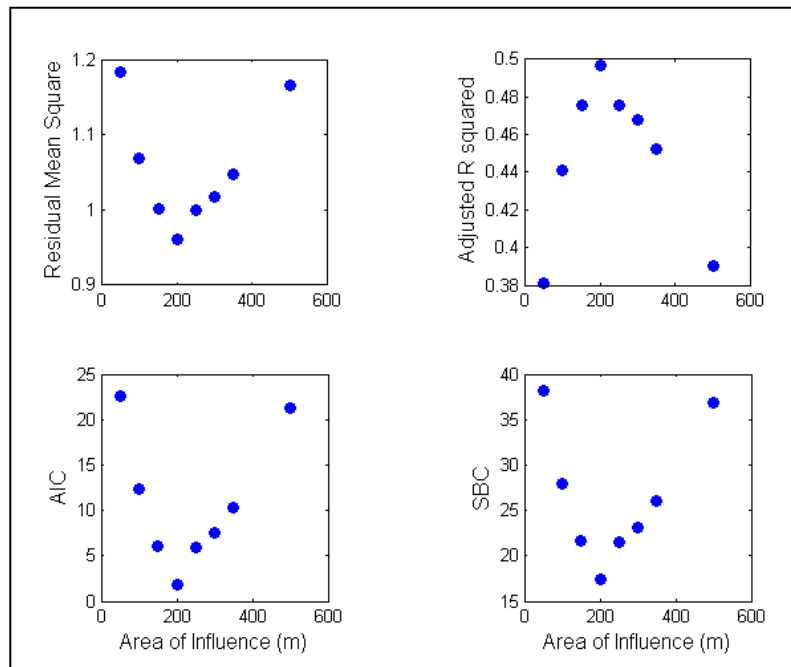 Residual Mean Square
1.2
1.1
1
0.9
0 200 400 600
Adjusted R squared
0.5
0.48
0.46
0.44
0.42
0.4
0.38
0 200 400 600
AIC
25
20
15
10
5
0
0 200 400 600
Area of Influence (m)
SBC
40
35
30
25
20
15
0 200 400 600
Area of Influence (m)